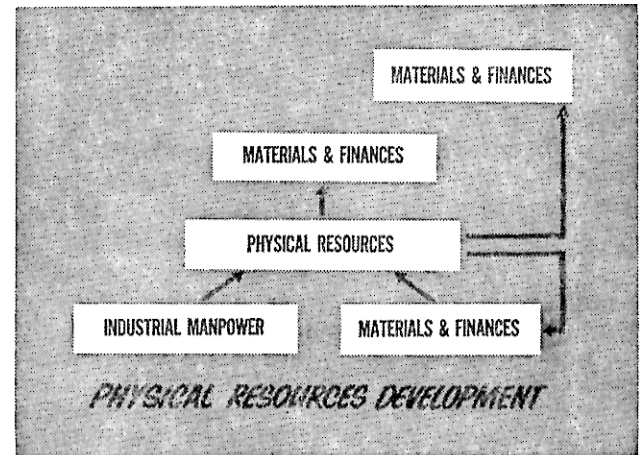 MATERIALS & FINANCES
MATERIALS & FINANCES
PHYSICAL RESOURCES
INDUSTRIAL MANPOWER
MATERIALS & FINANCES
PHYSICAL RESOURCES DEVELOPMENT